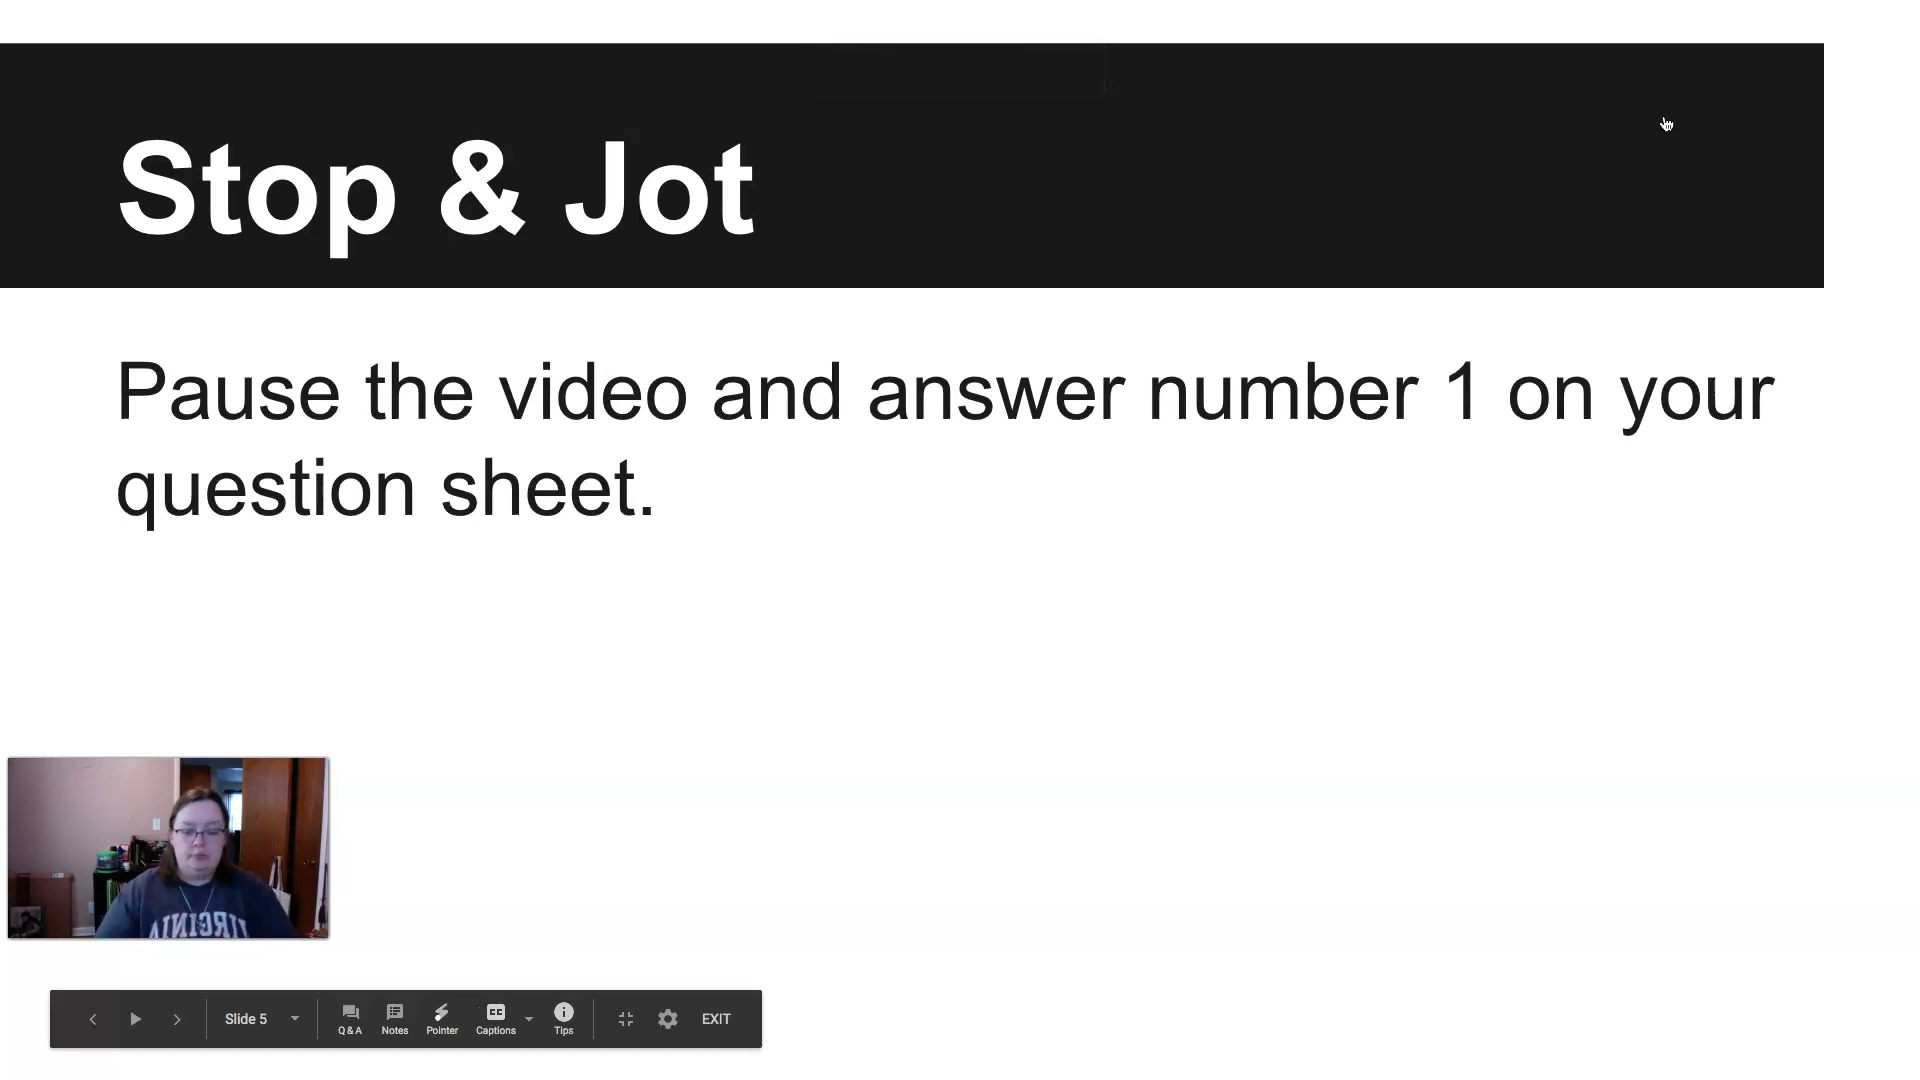 Stop & Jot
Pause the video and answer number 1 on your
question sheet.
VIRGINIA
Slide 5
Q & A
Notes
Pointer
Captions
Tips
EXIT